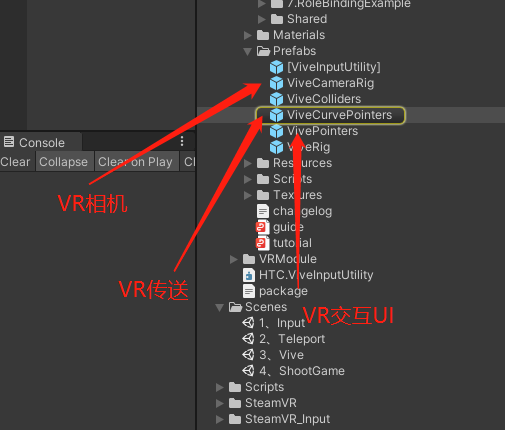 7.RoleBindingExample
Shared
Materials
Prefabs
[ViveInputUtility]
ViveCameraRig
ViveColliders
ViveCurvePointers
VivePointers
ViveRig
Resources
Scripts
Textures
changelog
guide
tutorial
VRModule
HTC.ViveInputUtility
package
Scenes
1、Input
2、Teleport
3、Vive
4、ShootGame
Scripts
SteamVR
SteamVR_Input
Console
Clear Collapse Clear on Play
VR相机
VR传送
VR交互UI